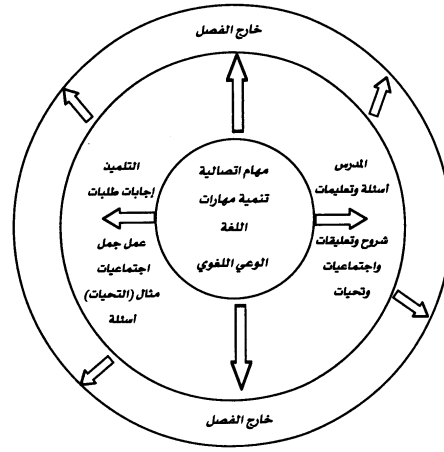 خارج الفصل
المدرس
أسئلة وتعليمات
شروح وتعليقات
واجتماعيات
وتحيات
مهام اتصالية
تنمية مهارات
اللغة
الوعي اللغوي
التلميذ
إجابات طلبات
عمل جمل
اجتماعيات
مثال (التحيات)
أسئلة
خارج الفصل